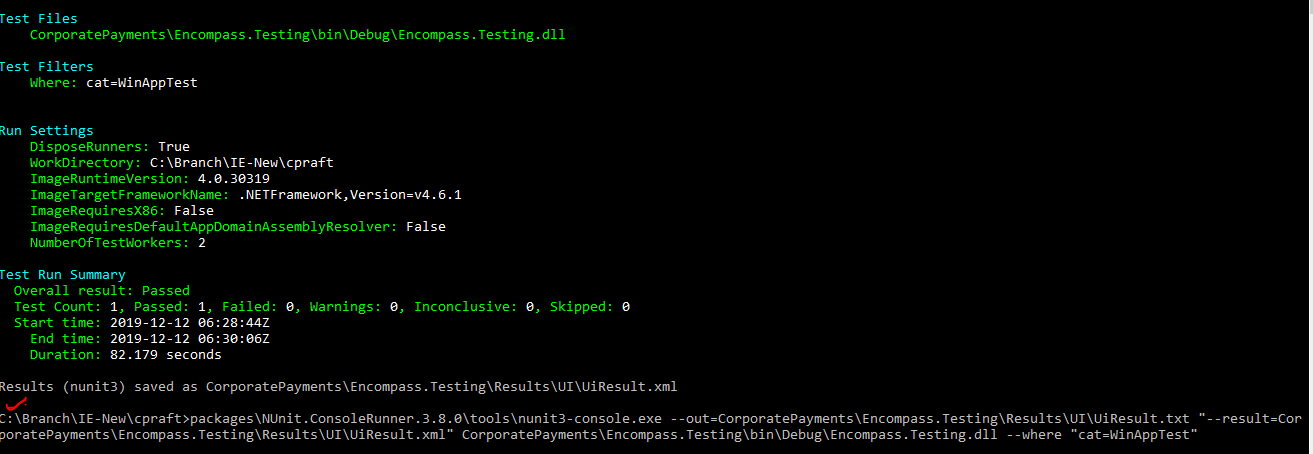 Test Files
CorporatePayments\Encompass.Testing\bin\Debug\Encompass.Testing.dll
Test Filters
Where: cat=WinAppTest
Run Settings
DisposeRunners: True
WorkDirectory: C:\Branch\IE-New\cpraft
ImageRuntimeVersion: 4.0.30319
ImageTargetFrameworkName: .NETFramework,Version=v4.6.1
ImageRequiresX86: False
ImageRequiresDefaultAppDomainAssemblyResolver: False
NumberOfTestWorkers: 2
Test Run Summary
Overall result: Passed
Test Count: 1, Passed: 1, Failed: 0, Warnings: 0, Inconclusive: 0, Skipped: 0
Start time: 2019-12-12 06:28:44Z
End time: 2019-12-12 06:30:06Z
Duration: 82.179 seconds
Results (nunit3) saved as CorporatePayments\Encompass.Testing\Results\UI\UiResult.xml
C:\Branch\IE-New\cpraft>packages\NUnit.ConsoleRunner.3.8.0\tools\nunit3-console.exe --out=CorporatePayments\Encompass.Testing\Results\UI\UiResult.txt "--result=Cor
poratePayments\Encompass.Testing\Results\UI\UiResult.xml" CorporatePayments\Encompass.Testing\bin\Debug\Encompass.Testing.dll --where "cat=WinAppTest"